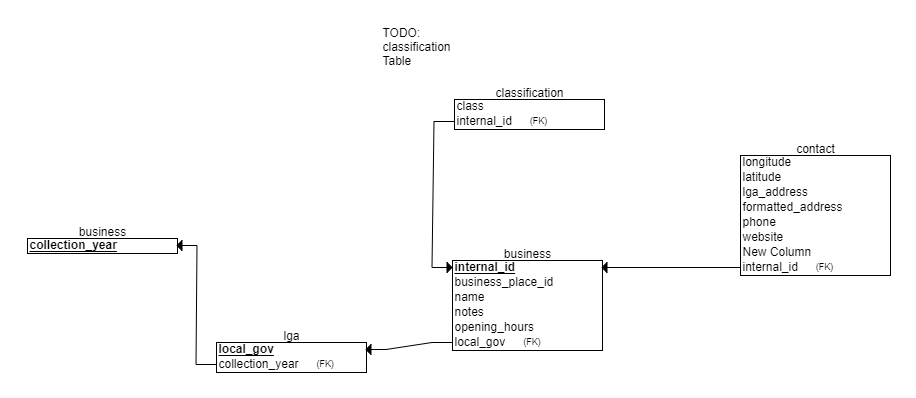 TODO:
classification
Table
classification
class
internal_id (FK)
contact
longitude
latitude
lga_address
formatted_address
phone
website
New Column
internal_id (FK)
business
collection_year
business
internal_id
business_place_id
name
notes
opening_hours
local_gov (FK)
lga
local_gov
collection_year (FK)